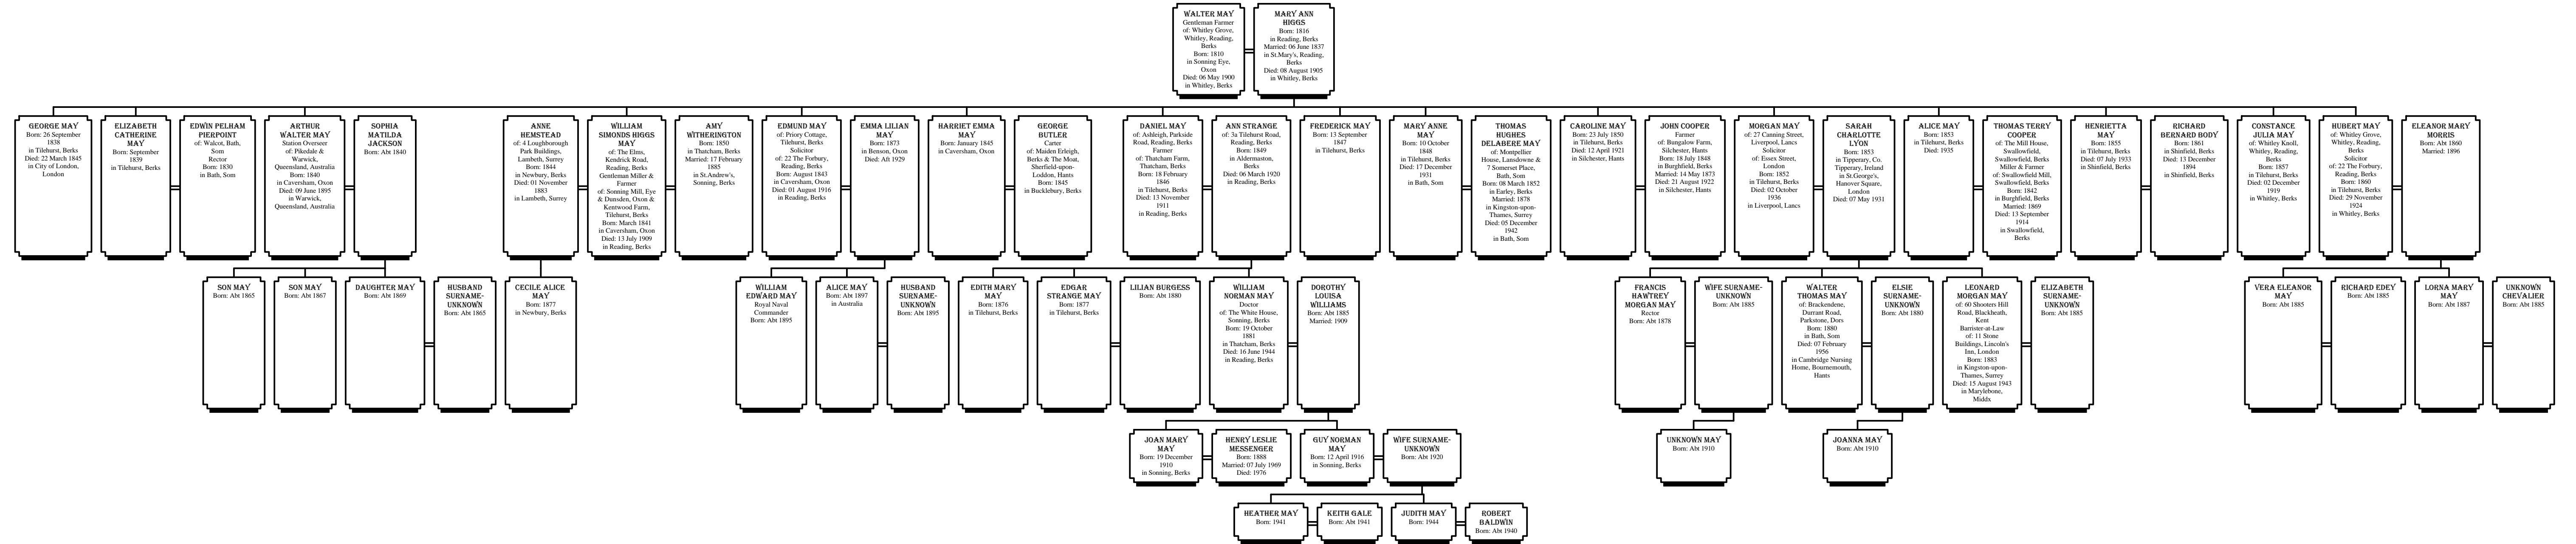 WALTER MAY
Gentleman Farmer
of: Whitley Grove,
Whitley, Reading,
Berks
Born: 1810
in Sonning Eye,
Oxon
Died: 06 May 1900
in Whitley, Berks
MARY ANN
HIGGS
Born: 1816
in Reading, Berks
Married: 06 June 1837
in St.Mary's, Reading,
Berks
Died: 08 August 1905
in Whitley, Berks
GEORGE MAY
Born: 26 September
1838
in Tilehurst, Berks
Died: 22 March 1845
in City of London,
London
ELIZABETH
CATHERINE
MAY
Born: September
1839
in Tilehurst, Berks
EDWIN PELHAM
PIERPOINT
of: Walcot, Bath,
Som
Rector
Born: 1830
in Bath, Som
ARTHUR
WALTER MAY
Station Overseer
of: Pikedale &
Warwick,
Queensland, Australia
Born: 1840
in Caversham, Oxon
Died: 09 June 1895
in Warwick,
Queensland, Australia
SOPHIA
MATILDA
JACKSON
Born: Abt 1840
ANNE
HEMSTEAD
of: 4 Loughborough
Park Buildings,
Lambeth, Surrey
Born: 1844
in Newbury, Berks
Died: 01 November
1883
in Lambeth, Surrey
WILLIAM
SIMONDS HIGGS
MAY
of: The Elms,
Kendrick Road,
Reading, Berks
Gentleman Miller &
Farmer
of: Sonning Mill, Eye
& Dunsden, Oxon &
Kentwood Farm,
Tilehurst, Berks
Born: March 1841
in Caversham, Oxon
Died: 13 July 1909
in Reading, Berks
AMY
WITHERINGTON
Born: 1850
in Thatcham, Berks
Married: 17 February
1885
in St.Andrew's,
Sonning, Berks
EDMUND MAY
of: Priory Cottage,
Tilehurst, Berks
Solicitor
of: 22 The Forbury,
Reading, Berks
Born: August 1843
in Caversham, Oxon
Died: 01 August 1916
in Reading, Berks
EMMA LILIAN
MAY
Born: 1873
in Benson, Oxon
Died: Aft 1929
HARRIET EMMA
MAY
Born: January 1845
in Caversham, Oxon
GEORGE
BUTLER
Carter
of: Maiden Erleigh,
Berks & The Moat,
Sherfield-upon-
Loddon, Hants
Born: 1845
in Bucklebury, Berks
DANIEL MAY
of: Ashleigh, Parkside
Road, Reading, Berks
Farmer
of: Thatcham Farm,
Thatcham, Berks
Born: 18 February
1846
in Tilehurst, Berks
Died: 13 November
1911
in Reading, Berks
ANN STRANGE
of: 3a Tilehurst Road,
Reading, Berks
Born: 1849
in Aldermaston,
Berks
Died: 06 March 1920
in Reading, Berks
FREDERICK MAY
Born: 13 September
1847
in Tilehurst, Berks
MARY ANNE
MAY
Born: 10 October
1848
in Tilehurst, Berks
Died: 17 December
1931
in Bath, Som
THOMAS
HUGHES
DELABERE MAY
of: Montpellier
House, Lansdowne &
7 Somerset Place,
Bath, Som
Born: 08 March 1852
in Earley, Berks
Married: 1878
in Kingston-upon-
Thames, Surrey
Died: 05 December
1942
in Bath, Som
CAROLINE MAY
Born: 23 July 1850
in Tilehurst, Berks
Died: 12 April 1921
in Silchester, Hants
JOHN COOPER
Farmer
of: Bungalow Farm,
Silchester, Hants
Born: 18 July 1848
in Burghfield, Berks
Married: 14 May 1873
Died: 21 August 1922
in Silchester, Hants
MORGAN MAY
of: 27 Canning Street,
Liverpool, Lancs
Solicitor
of: Essex Street,
London
Born: 1852
in Tilehurst, Berks
Died: 02 October
1936
in Liverpool, Lancs
SARAH
CHARLOTTE
LYON
Born: 1853
in Tipperary, Co.
Tipperary, Ireland
in St.George's,
Hanover Square,
London
Died: 07 May 1931
ALICE MAY
Born: 1853
in Tilehurst, Berks
Died: 1935
THOMAS TERRY
COOPER
of: The Mill House,
Swallowfield,
Swallowfield, Berks
Miller & Farmer
of: Swallowfield Mill,
Swallowfield, Berks
Born: 1842
in Burghfield, Berks
Married: 1869
Died: 13 September
1914
in Swallowfield,
Berks
HENRIETTA
MAY
Born: 1855
in Tilehurst, Berks
Died: 07 July 1933
in Shinfield, Berks
RICHARD
BERNARD BODY
Born: 1861
in Shinfield, Berks
Died: 13 December
1894
in Shinfield, Berks
CONSTANCE
JULIA MAY
of: Whitley Knoll,
Whitley, Reading,
Berks
Born: 1857
in Tilehurst, Berks
Died: 02 December
1919
in Whitley, Berks
HUBERT MAY
of: Whitley Grove,
Whitley, Reading,
Berks
Solicitor
of: 22 The Forbury,
Reading, Berks
Born: 1860
in Tilehurst, Berks
Died: 29 November
1924
in Whitley, Berks
ELEANOR MARY
MORRIS
Born: Abt 1860
Married: 1896
SON MAY
Born: Abt 1865
SON MAY
Born: Abt 1867
DAUGHTER MAY
Born: Abt 1869
HUSBAND
SURNAME-
UNKNOWN
Born: Abt 1865
CECILE ALICE
MAY
Born: 1877
in Newbury, Berks
WILLIAM
EDWARD MAY
Royal Naval
Commander
Born: Abt 1895
ALICE MAY
Born: Abt 1897
in Australia
HUSBAND
SURNAME-
UNKNOWN
Born: Abt 1895
EDITH MARY
MAY
Born: 1876
in Tilehurst, Berks
EDGAR
STRANGE MAY
Born: 1877
in Tilehurst, Berks
LILIAN BURGESS
Born: Abt 1880
WILLIAM
NORMAN MAY
Doctor
of: The White House,
Sonning, Berks
Born: 19 October
1881
in Thatcham, Berks
Died: 16 June 1944
in Reading, Berks
DOROTHY
LOUISA
WILLIAMS
Born: Abt 1885
Married: 1909
FRANCIS
HAWTREY
MORGAN MAY
Rector
Born: Abt 1878
WIFE SURNAME-
UNKNOWN
Born: Abt 1885
WALTER
THOMAS MAY
of: Brackendene,
Durrant Road,
Parkstone, Dors
Born: 1880
in Bath, Som
Died: 07 February
1956
in Cambridge Nursing
Home, Bournemouth,
Hants
ELSIE
SURNAME-
UNKNOWN
Born: Abt 1880
LEONARD
MORGAN MAY
of: 60 Shooters Hill
Road, Blackheath,
Kent
Barrister-at-Law
of: 11 Stone
Buildings, Lincoln's
Inn, London
Born: 1883
in Kingston-upon-
Thames, Surrey
Died: 15 August 1943
in Marylebone,
Middx
ELIZABETH
SURNAME-
UNKNOWN
Born: Abt 1885
VERA ELEANOR
MAY
Born: Abt 1885
RICHARD EDEY
Born: Abt 1885
LORNA MARY
MAY
Born: Abt 1887
UNKNOWN
CHEVALIER
Born: Abt 1885
JOAN MARY
MAY
Born: 19 December
1910
in Sonning, Berks
HENRY LESLIE
MESSENGER
Born: 1888
Married: 07 July 1969
Died: 1976
GUY NORMAN
MAY
Born: 12 April 1916
in Sonning, Berks
WIFE SURNAME-
UNKNOWN
Born: Abt 1920
UNKNOWN MAY
Born: Abt 1910
JOANNA MAY
Born: Abt 1910
HEATHER MAY
Born: 1941
KEITH GALE
Born: Abt 1941
JUDITH MAY
Born: 1944
ROBERT
BALDWIN
Born: Abt 1940